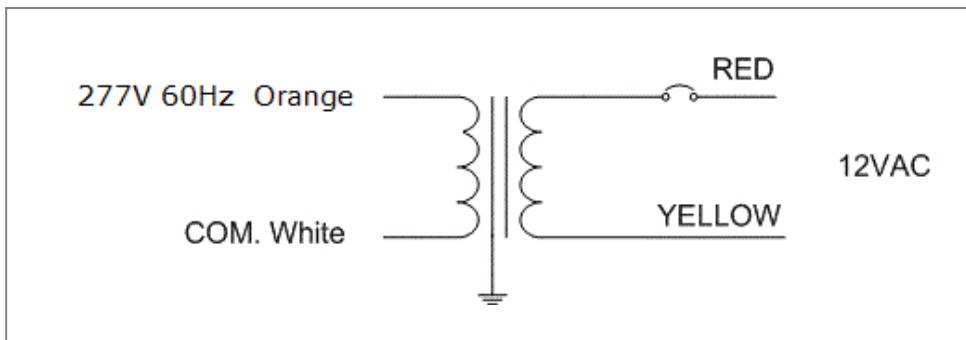 RED
277V 60Hz Orange
12VAC
YELLOW
COM. White